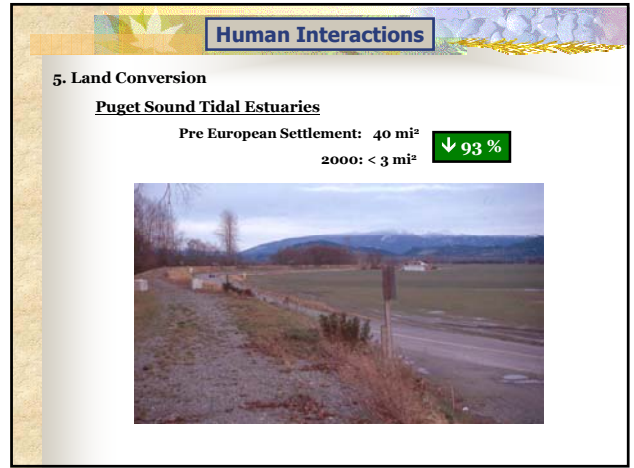 Human Interactions
5. Land Conversion
Puget Sound Tidal Estuaries
Pre European Settlement: 40 mi²
2000: < 3 mi²
↓ 93 %